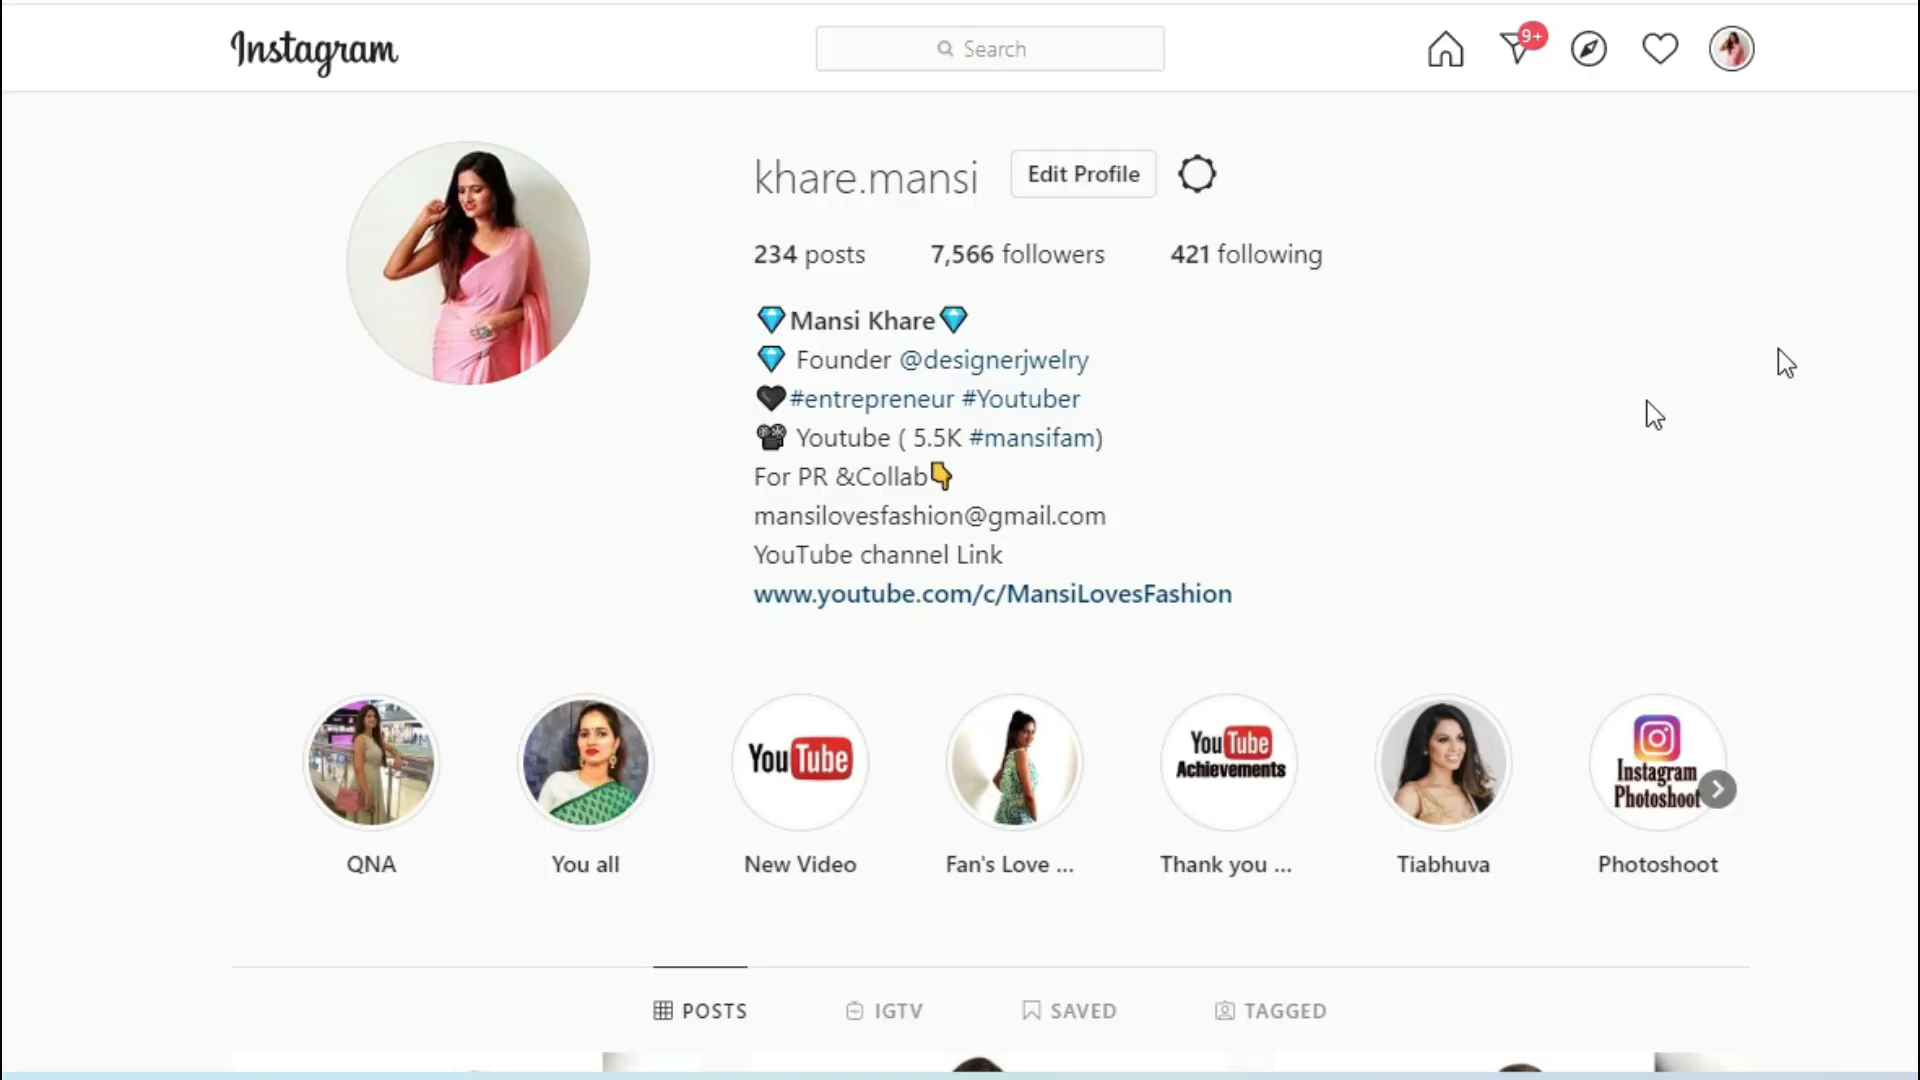 Instagram
Search
9+
khare.mansi
Edit Profile
234 posts 7,566 followers 421 following
💎Mansi Khare💎
💎 Founder @designerjwelry
🖤#entrepreneur #Youtuber
📽 Youtube ( 5.5K #mansifam)
For PR &Collab👇
mansilovesfashion@gmail.com
YouTube channel Link
www.youtube.com/c/MansiLovesFashion
YouTube
YouTube
Achievements
Instagram
Photoshoot
QNA You all New Video Fan's Love ... Thank you ... Tiabhuva Photoshoot
POSTS IGTV SAVED TAGGED